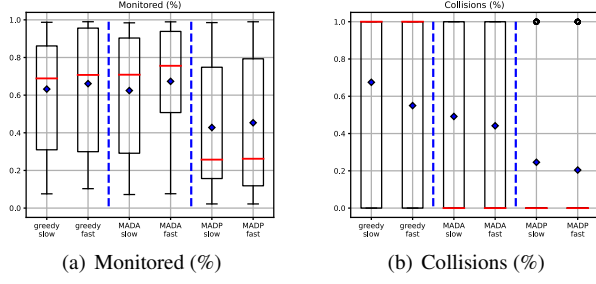 Monitored (%)
1.0
0.8
0.6
0.4
0.2
0.0
greedy slow
greedy fast
MADA slow
MADA fast
MADP slow
MADP fast
(a) Monitored (%)
Collisions (%)
1.0
0.8
0.6
0.4
0.2
0.0
greedy slow
greedy fast
MADA slow
MADA fast
MADP slow
MADP fast
(b) Collisions (%)